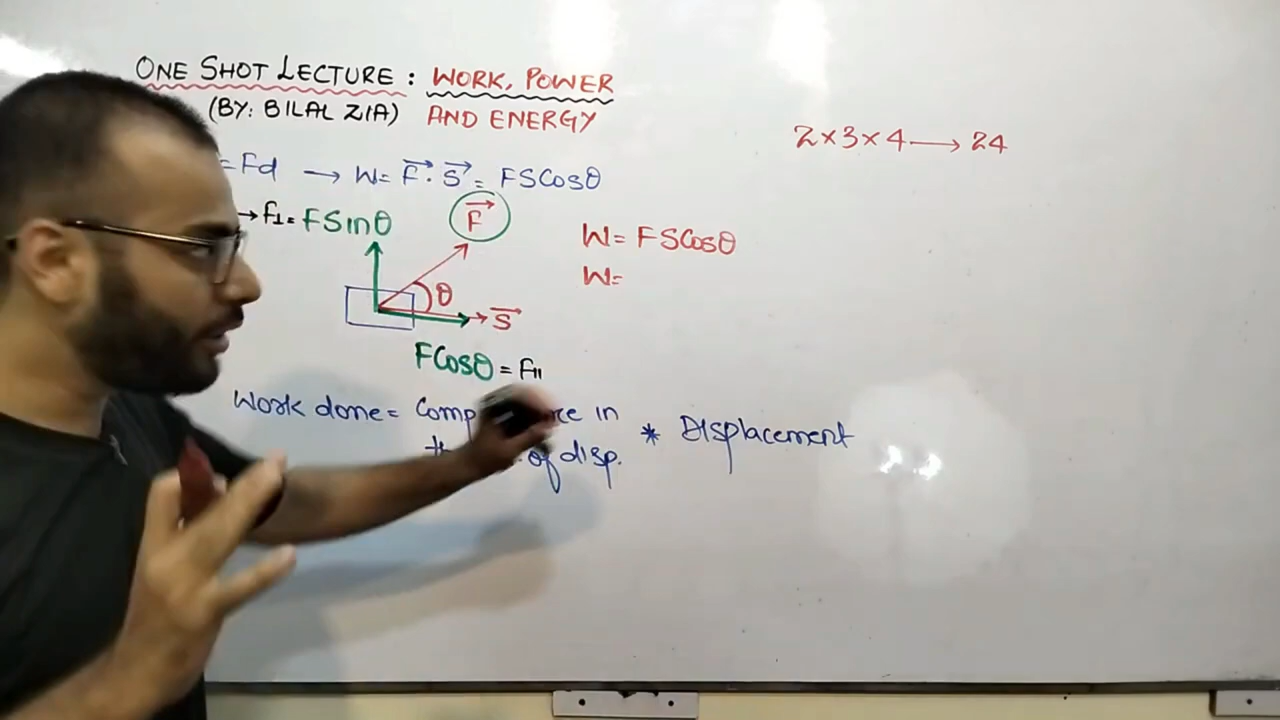 ONE SHOT LECTURE : WORK, POWER
(BY: BILAL ZIA) AND ENERGY
2×3×4 → 24
= Fd → W = F⃗ . S⃗ = FSCosθ
→ F⊥ = FSinθ
F⃗
W = FSCosθ
W =
θ
S⃗
FCosθ = F||
Work done = in
* Displacement
of disp.